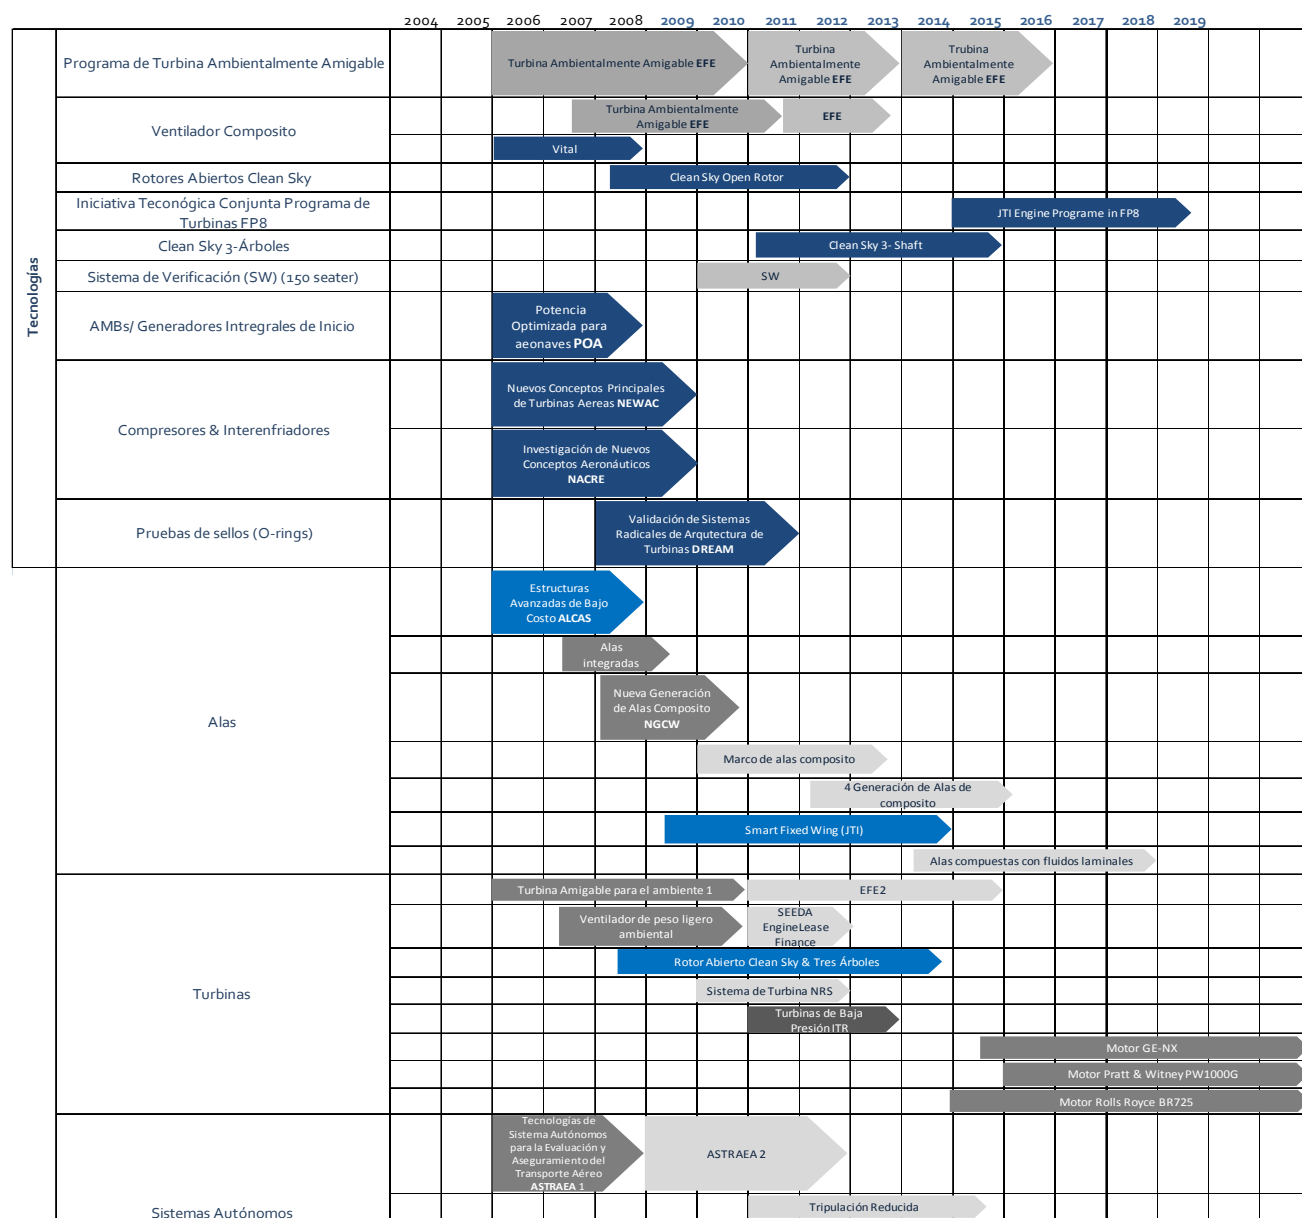 2004 2005 2006 2007 2008 2009 2010 2011 2012 2013 2014 2015 2016 2017 2018 2019
Tecnologías
Programa de Turbina Ambientalmente Amigable
Turbina Ambientalmente Amigable EFE
Turbina
Ambientalmente
Amigable EFE
Trubina
Ambientalmente
Amigable EFE
Ventilador Composito
Turbina Ambientalmente
Amigable EFE
EFE
Vital
Rotores Abiertos Clean Sky
Clean Sky Open Rotor
Iniciativa Teconógica Conjunta Programa de
Turbinas FP8
JTI Engine Programe in FP8
Clean Sky 3-Árboles
Clean Sky 3- Shaft
Sistema de Verificación (SW) (150 seater)
SW
AMBs/ Generadores Intregrales de Inicio
Potencia
Optimizada para
aeonaves POA
Compresores & Interenfriadores
Nuevos Conceptos Principales
de Turbinas Aereas NEWAC
Investigación de Nuevos
Conceptos Aeronáuticos
NACRE
Pruebas de sellos (O-rings)
Validación de Sistemas
Radicales de Arqutectura de
Turbinas DREAM
Alas
Estructuras
Avanzadas de Bajo
Costo ALCAS
Alas
integradas
Nueva Generación
de Alas Composito
NGCW
Marco de alas composito
4 Generación de Alas de
composito
Smart Fixed Wing (JTI)
Alas compuestas con fluidos laminales
Turbinas
Turbina Amigable para el ambiente 1
EFE2
Ventilador de peso ligero
ambiental
SEEDA
EngineLease
Finance
Rotor Abierto Clean Sky & Tres Árboles
Sistema de Turbina NRS
Turbinas de Baja
Presión ITR
Motor GE-NX
Motor Pratt & Witney PW1000G
Motor Rolls Royce BR725
Sistemas Autónomos
Tecnologías de
Sistema Autónomos
para la Evaluación y
Aseguramiento del
Transporte Aéreo
ASTRAEA 1
ASTRAEA 2
Tripulación Reducida